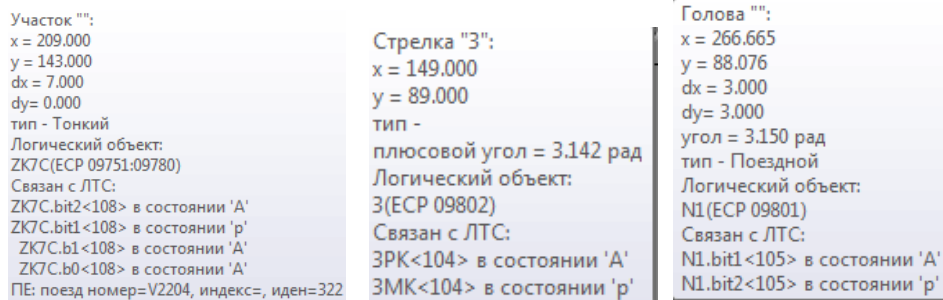 Участок "":
x = 209.000
y = 143.000
dx = 7.000
dy= 0.000
тип - Тонкий
Логический объект:
ZK7C(ECP 09751:09780)
Связан с ЛТС:
ZK7C.bit2<108> в состоянии 'A'
ZK7C.bit1<108> в состоянии 'p'
ZK7C.b1<108> в состоянии 'A'
ZK7C.b0<108> в состоянии 'A'
ПЕ: поезд номер=V2204, индекс=, иден=322
Стрелка "3":
x = 149.000
y = 89.000
тип -
плюсовой угол = 3.142 рад
Логический объект:
3(ECP 09802)
Связан с ЛТС:
3РК<104> в состоянии 'A'
3МК<104> в состоянии 'p'
Голова "":
x = 266.665
y = 88.076
dx = 3.000
dy= 3.000
угол = 3.150 рад
тип - Поездной
Логический объект:
N1(ECP 09801)
Связан с ЛТС:
N1.bit1<105> в состоянии 'A'
N1.bit2<105> в состоянии 'p'